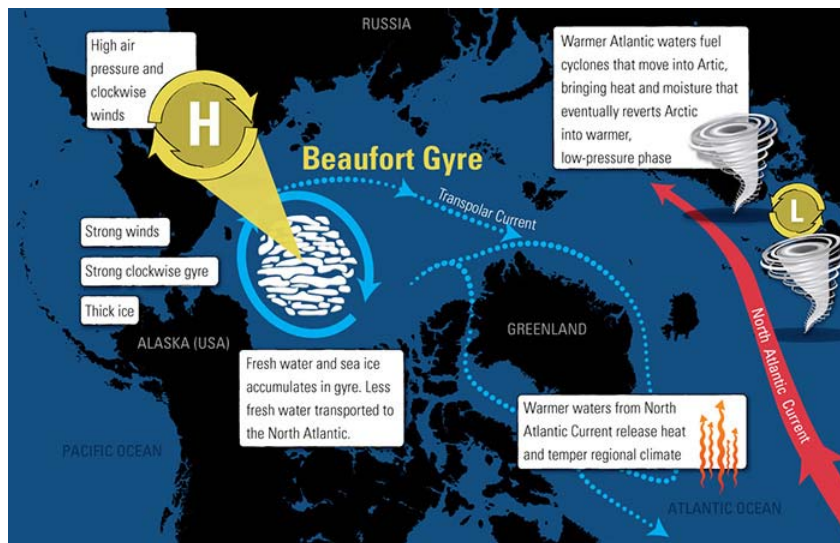 RUSSIA
High air
pressure and
clockwise
winds
H
Warmer Atlantic waters fuel
cyclones that move into Artic,
bringing heat and moisture that
eventually reverts Arctic
into warmer,
low-pressure phase
Beaufort Gyre
Transpolar Current
L
Strong winds
Strong clockwise gyre
Thick ice
ALASKA (USA)
GREENLAND
North Atlantic Current
Fresh water and sea ice
accumulates in gyre. Less
fresh water transported to
the North Atlantic.
Warmer waters from North
Atlantic Current release heat
and temper regional climate
PACIFIC OCEAN
ATLANTIC OCEAN